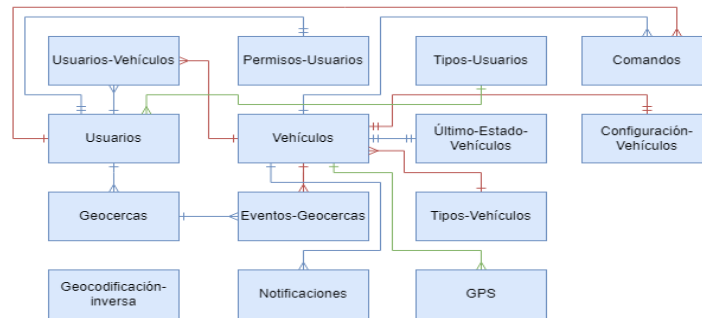 Usuarios-Vehículos
Permisos-Usuarios
Tipos-Usuarios
Comandos
Usuarios
Vehículos
Último-Estado-
Vehículos
Configuración-
Vehículos
Geocercas
Eventos-Geocercas
Tipos-Vehículos
Geocodificación-
inversa
Notificaciones
GPS